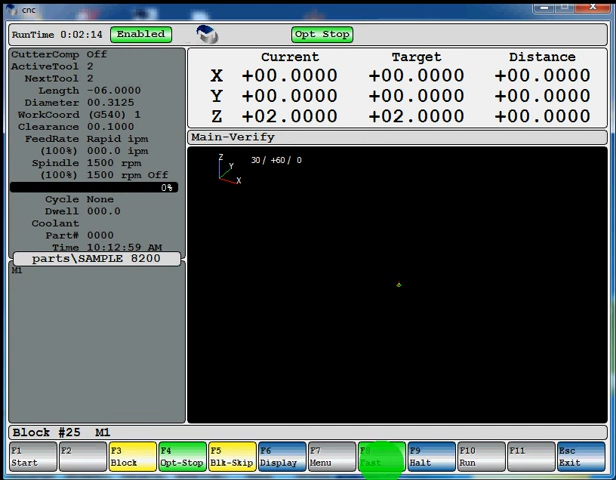 cnc
RunTime 0:02:14 Enabled Opt Stop
CutterComp Off
ActiveTool 2
NextTool 2
Length -06.0000
Diameter 00.3125
WorkCoord (G540) 1
Clearance 00.1000
FeedRate Rapid ipm
(100%) 000.0 ipm
Spindle 1500 rpm
(100%) 1500 rpm Off
0%
Cycle None
Dwell 000.0
Coolant
Part# 0000
Time 10:12:59 AM
parts\SAMPLE 8200
M1
Current Target Distance
X +00.0000 +00.0000 +00.0000
Y +00.0000 +00.0000 +00.0000
Z +02.0000 +02.0000 +00.0000
Main-Verify
Z
Y
X
30 / +60 / 0
Block #25 M1
F1 F2 F3 F4 F5 F6 F7 F8 F9 F10 F11 Esc
Start Block Opt-Stop Blk-Skip Display Menu Fast Halt Run Exit